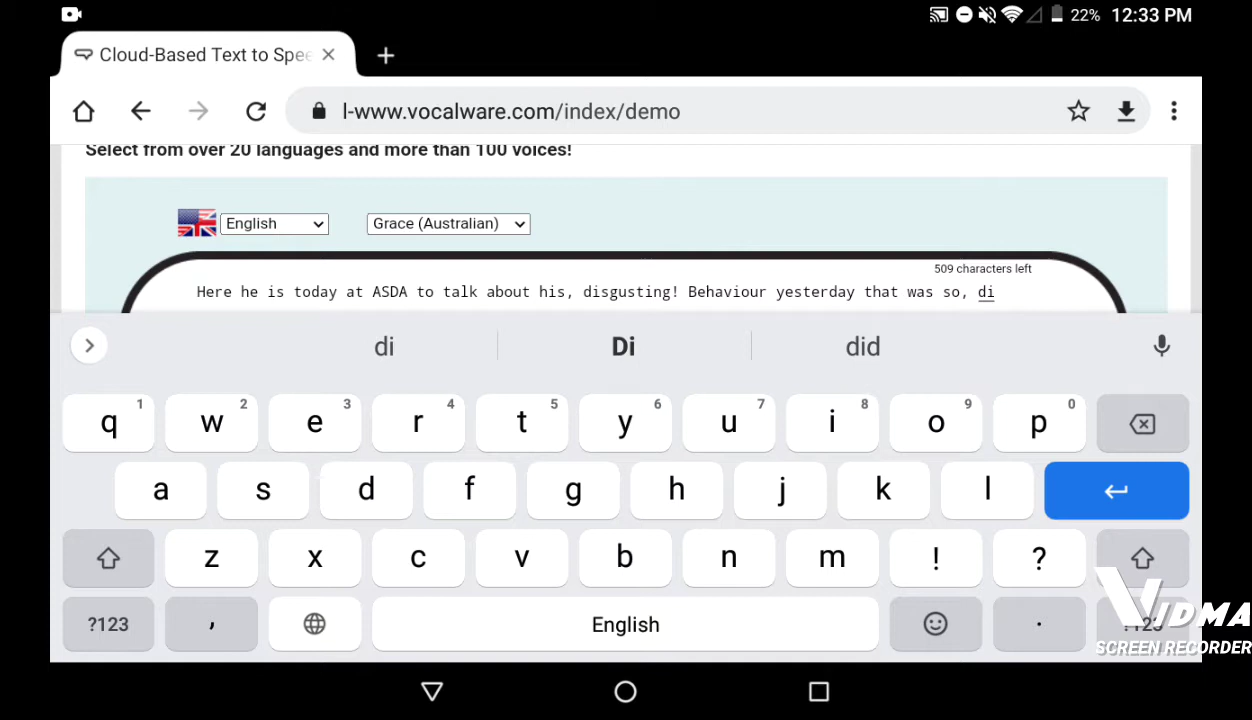 22% 12:33 PM
Cloud-Based Text to Spee
l-www.vocalware.com/index/demo
Select from over 20 languages and more than 100 voices!
English Grace (Australian)
509 characters left
Here he is today at ASDA to talk about his, disgusting! Behaviour yesterday that was so, di
di Di did
q 1 w 2 e 3 r 4 t 5 y 6 u 7 i 8 o 9 p 0
a s d f g h j k l
z x c v b n m ! ?
?123 , English . ?123
VIDMA
SCREEN RECORDER